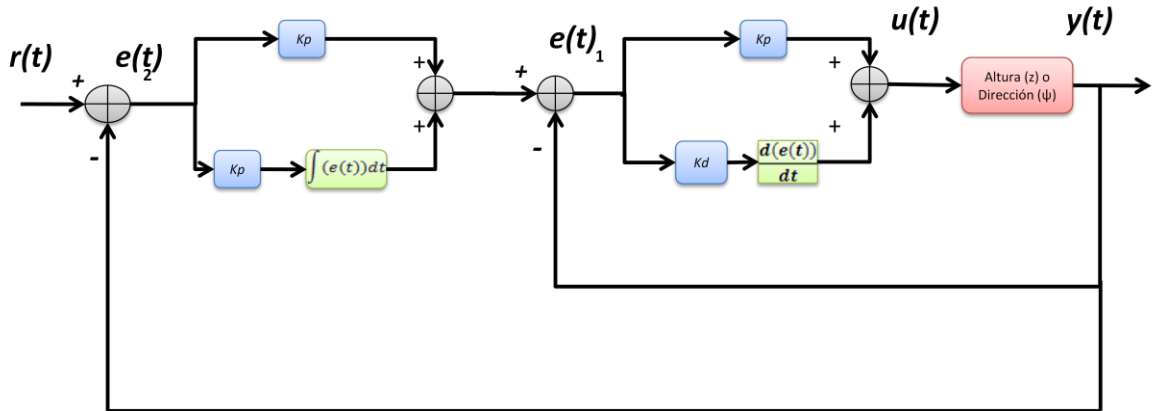 r(t)
+
-
e(t)2
Kp
Kp
∫(e(t))dt
+
+
+
-
e(t)1
Kp
Kd
d(e(t))
dt
+
+
u(t)
Altura (z) o
Dirección (ψ)
y(t)